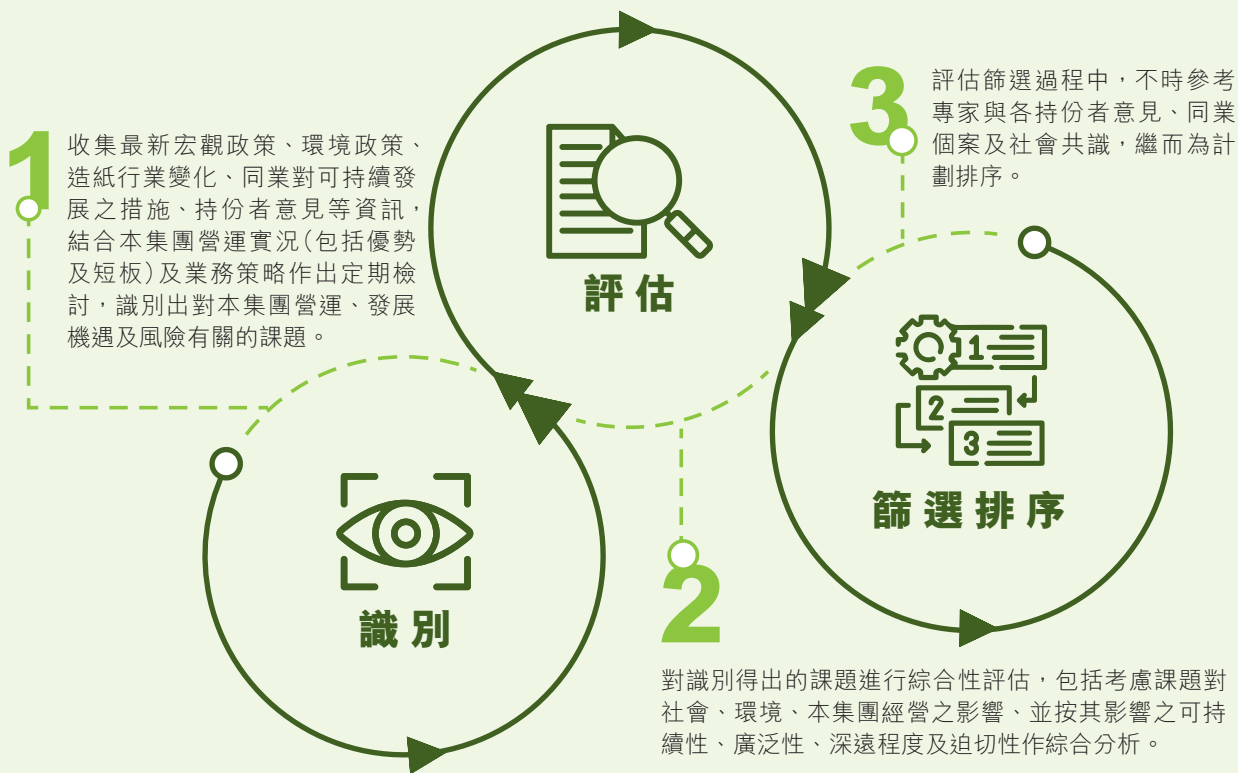 1
收集最新宏觀政策、環境政策、
造紙行業變化、同業對可持續發
展之措施、持份者意見等資訊，
結合本集團營運實況(包括優勢
及短板)及業務策略作出定期檢
討，識別出對本集團營運、發展
機遇及風險有關的課題。
識別
評估
2
對識別得出的課題進行綜合性評估，包括考慮課題對
社會、環境、本集團經營之影響、並按其影響之可持
續性、廣泛性、深遠程度及迫切性作綜合分析。
3
評估篩選過程中，不時參考
專家與各持份者意見、同業
個案及社會共識，繼而為計
劃排序。
1
2
3
篩選排序